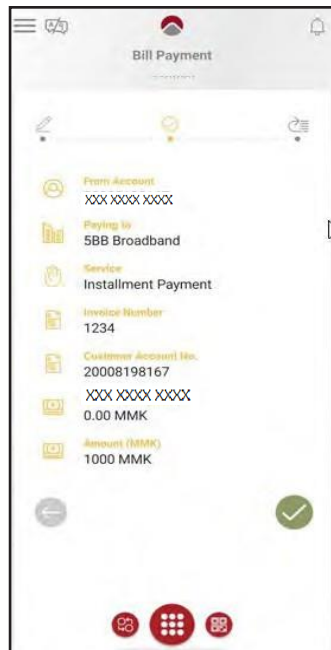 Bill Payment
From Account
XXX XXXX XXXX
Paying to
5BB Broadband
Service
Installment Payment
Invoice Number
1234
Customer Account No.
20008198167
XXX XXXX XXXX
0.00 MMK
Amount (MMK)
1000 MMK